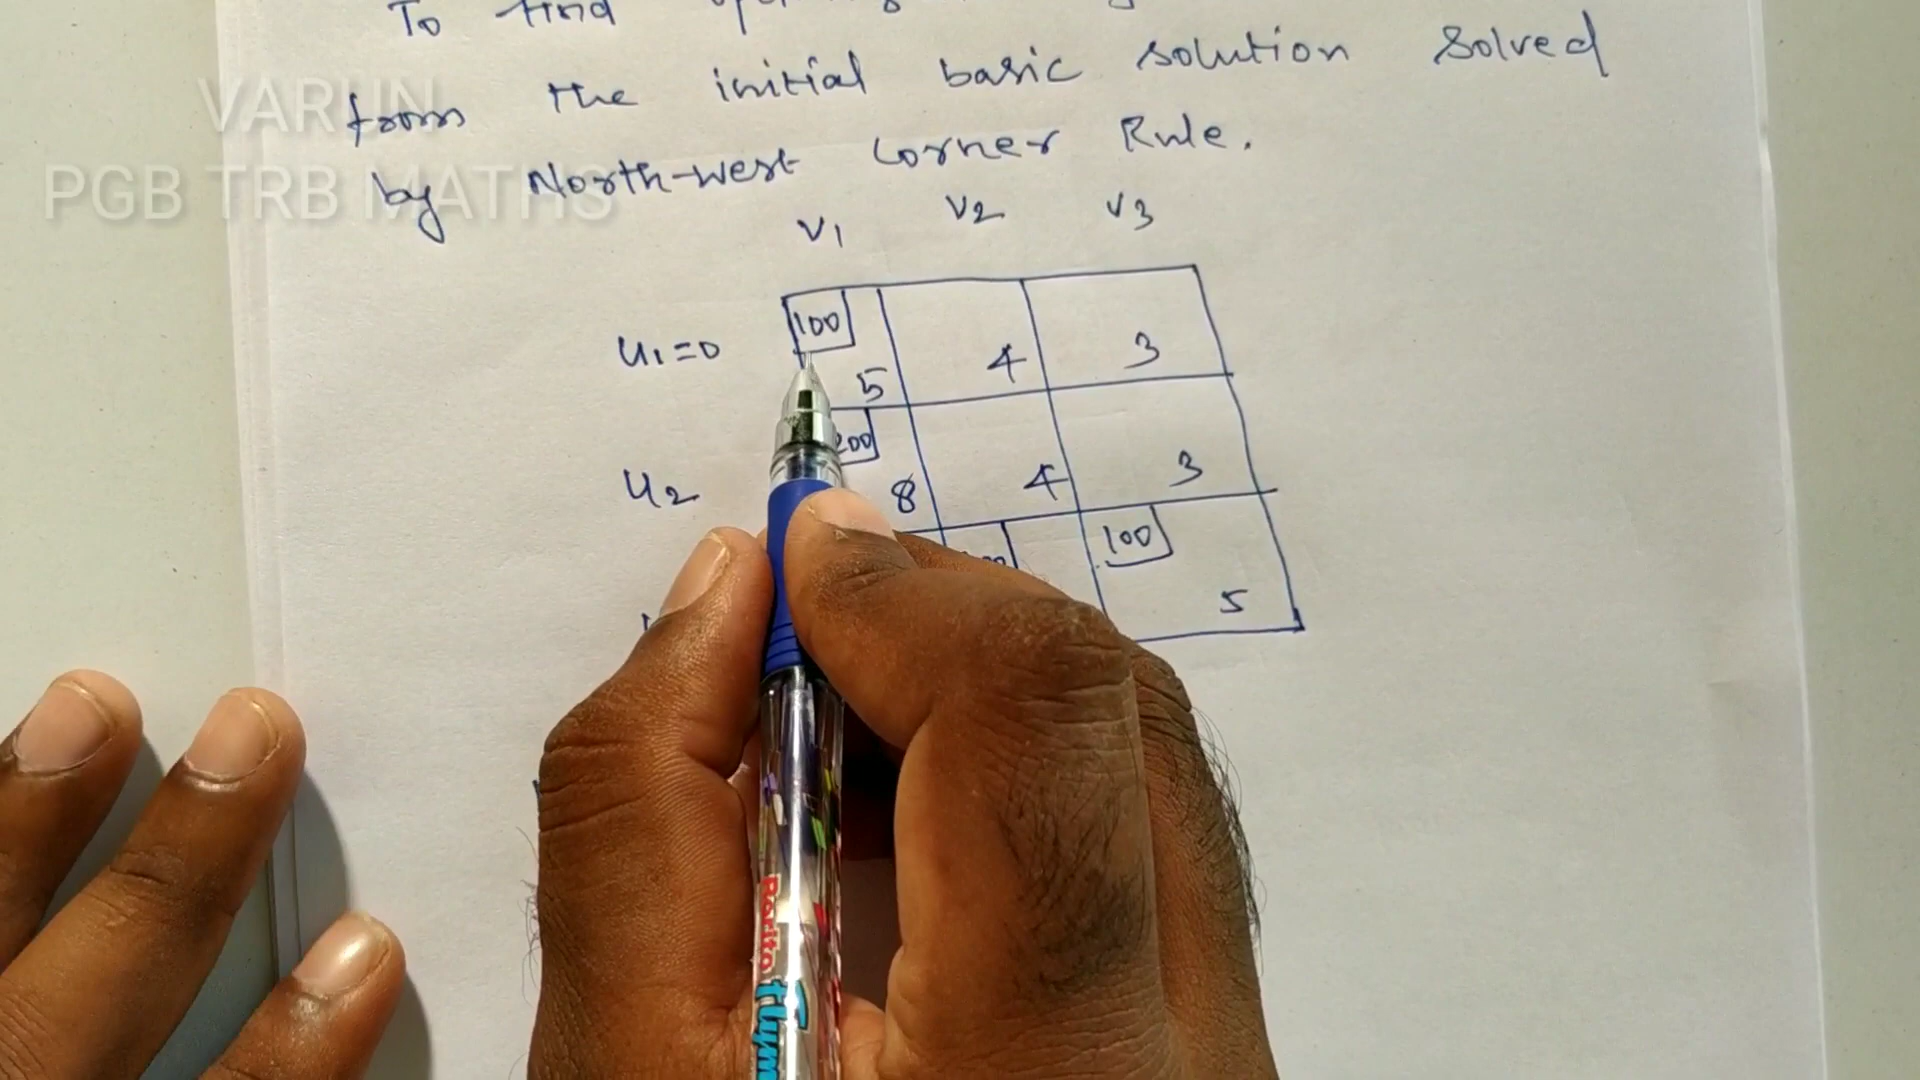 To find
from the initial basic solution solved
by North-west Corner Rule.
VARUN
PGB TRB MATHS
V1 V2 V3
U1=0 100 5 4 3
U2 200 8 4 3
100 5